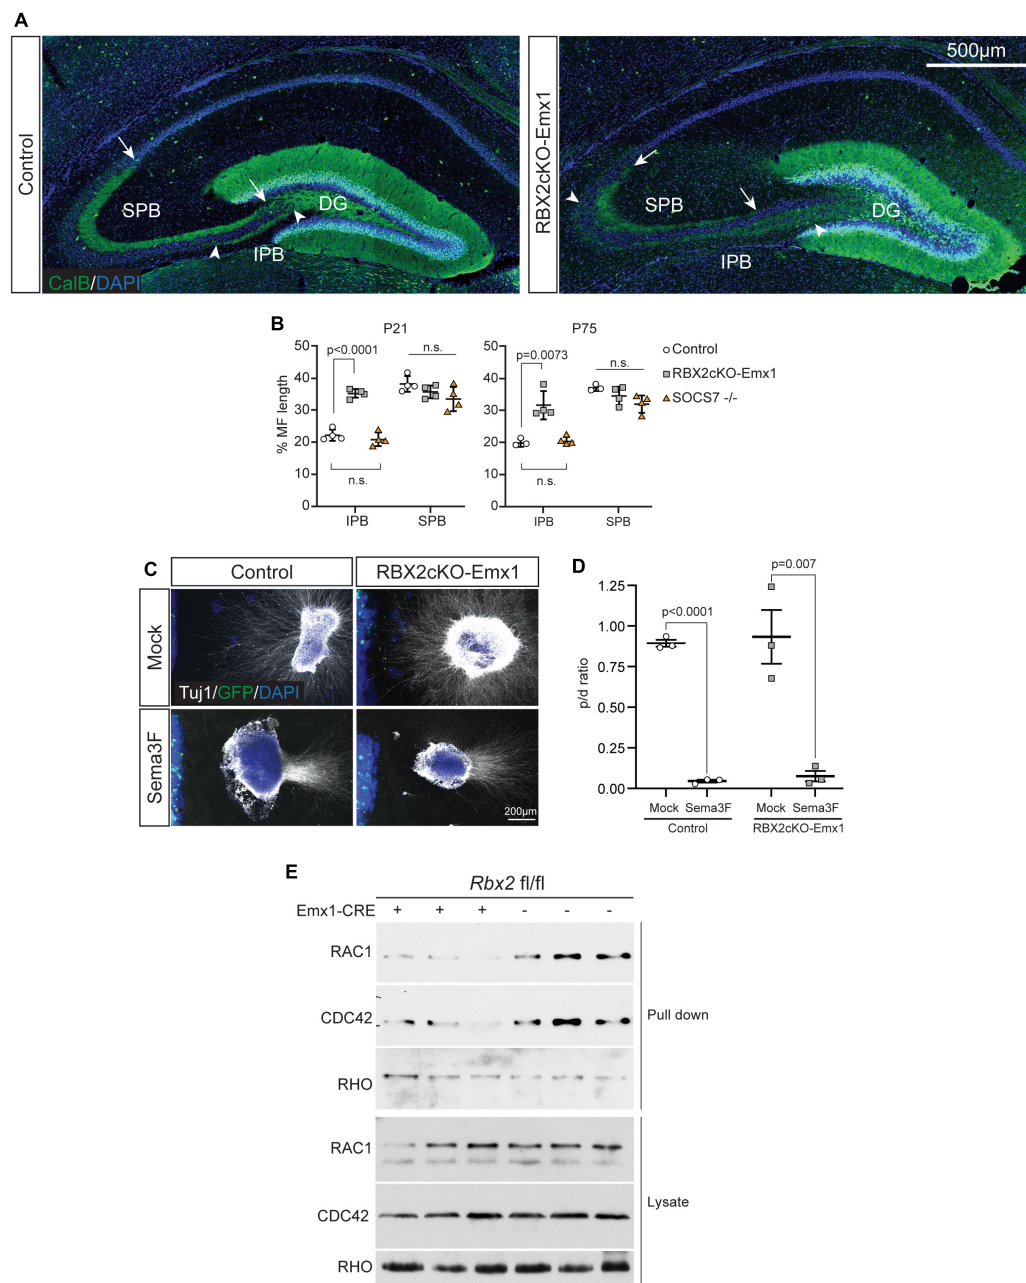 A
Control
SPB
DG
IPB
CalB/DAPI
RBX2cKO-Emx1
500µm
SPB
DG
IPB
B
P21
P75
% MF length
50
40
30
20
10
0
p<0.0001
n.s.
n.s.
IPB
SPB
50
40
30
20
10
0
p=0.0073
n.s.
n.s.
IPB
SPB
Control
RBX2cKO-Emx1
SOCS7 -/-
C
Control
RBX2cKO-Emx1
Mock
Tuj1/GFP/DAPI
Sema3F
200µm
D
p/d ratio
1.25
1.00
0.75
0.50
0.25
0.00
p<0.0001
p=0.007
Mock Sema3F Mock Sema3F
Control RBX2cKO-Emx1
E
Rbx2 fl/fl
Emx1-CRE + + + - - -
RAC1
CDC42
RHO
Pull down
RAC1
CDC42
RHO
Lysate